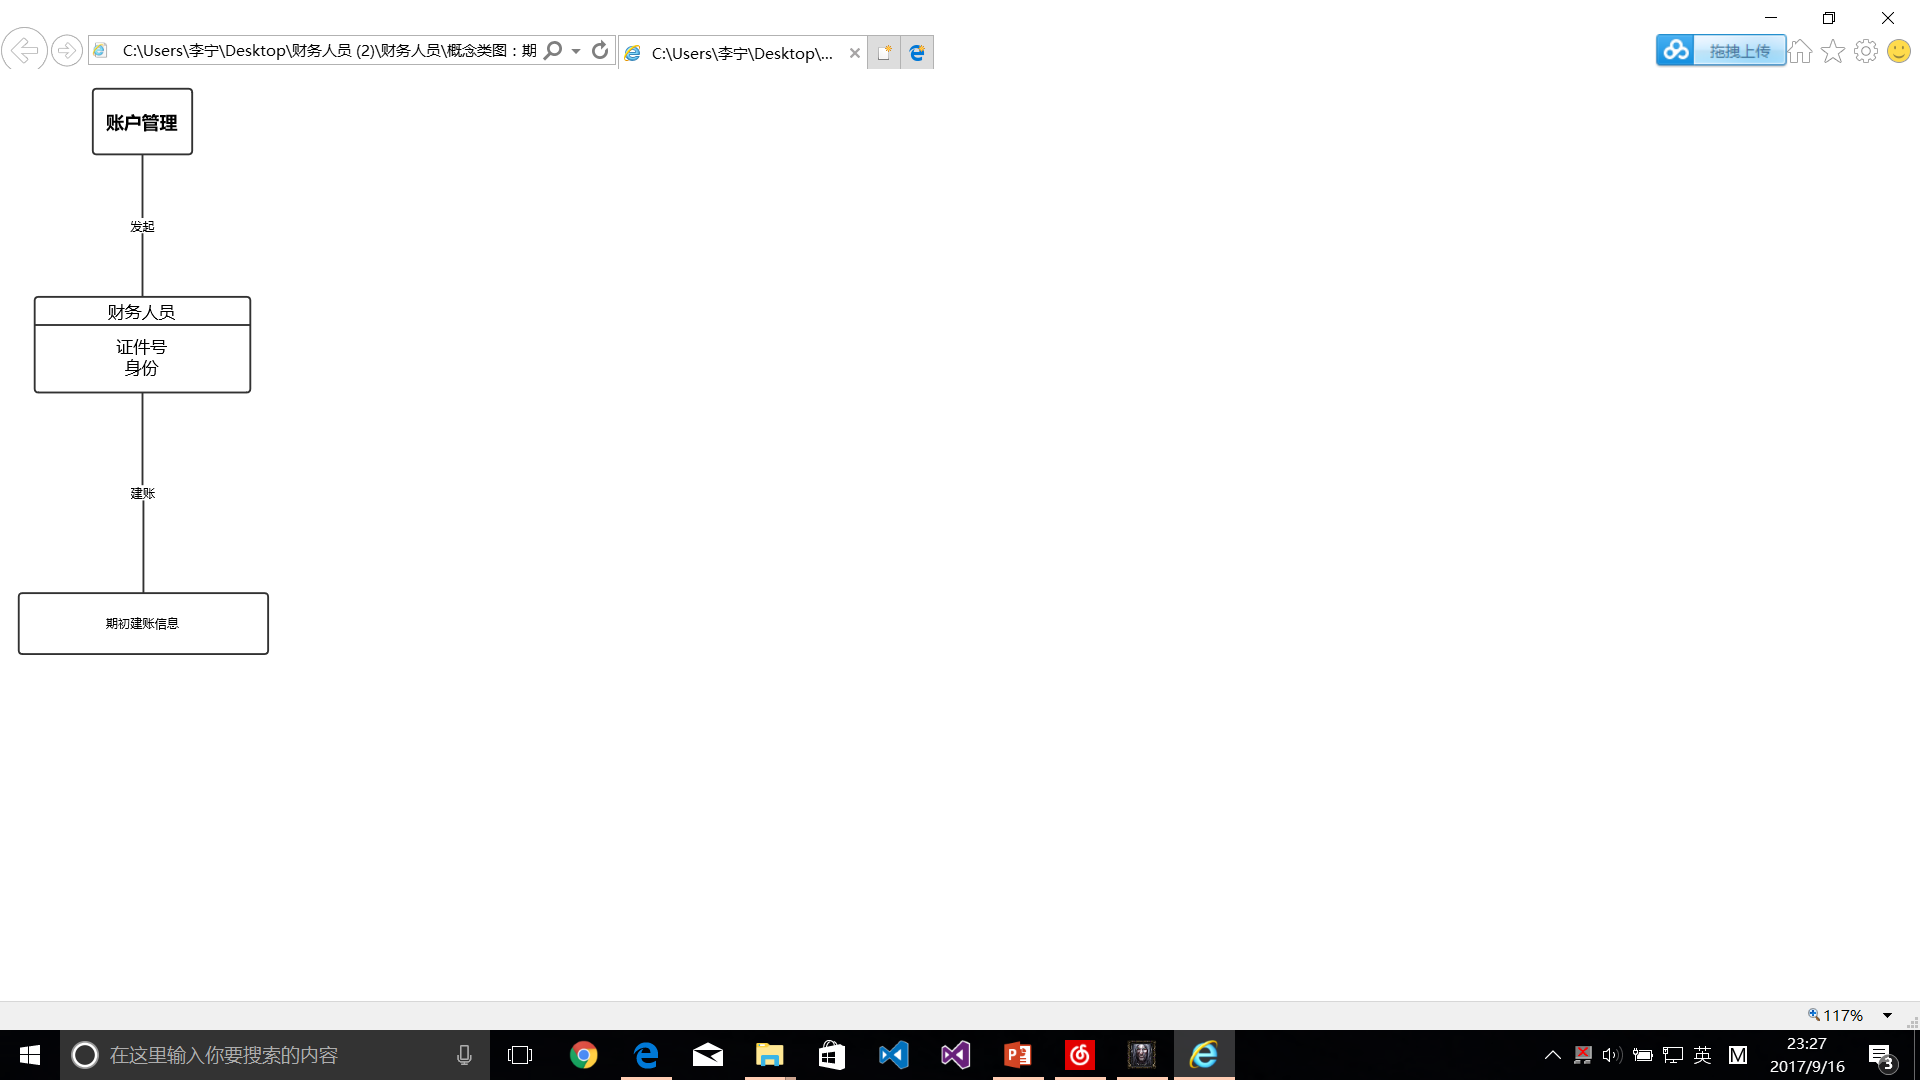 C:\Users\李宁\Desktop\财务人员 (2)\财务人员\概念类图：期
C:\Users\李宁\Desktop\...
拖拽上传
账户管理
发起
财务人员
证件号
身份
建账
期初建账信息
117%
在这里输入你要搜索的内容
英
M
23:27
2017/9/16
3